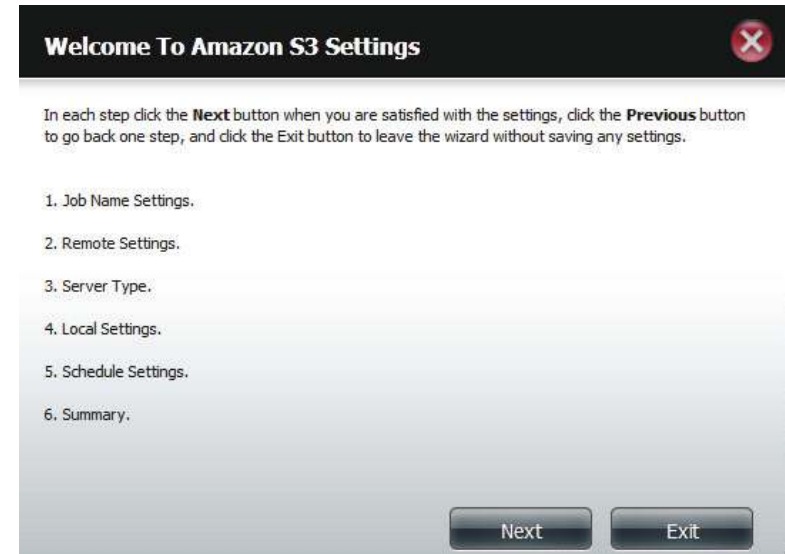 Welcome To Amazon S3 Settings
In each step click the Next button when you are satisfied with the settings, click the Previous button
to go back one step, and click the Exit button to leave the wizard without saving any settings.
1. Job Name Settings.
2. Remote Settings.
3. Server Type.
4. Local Settings.
5. Schedule Settings.
6. Summary.
Next
Exit